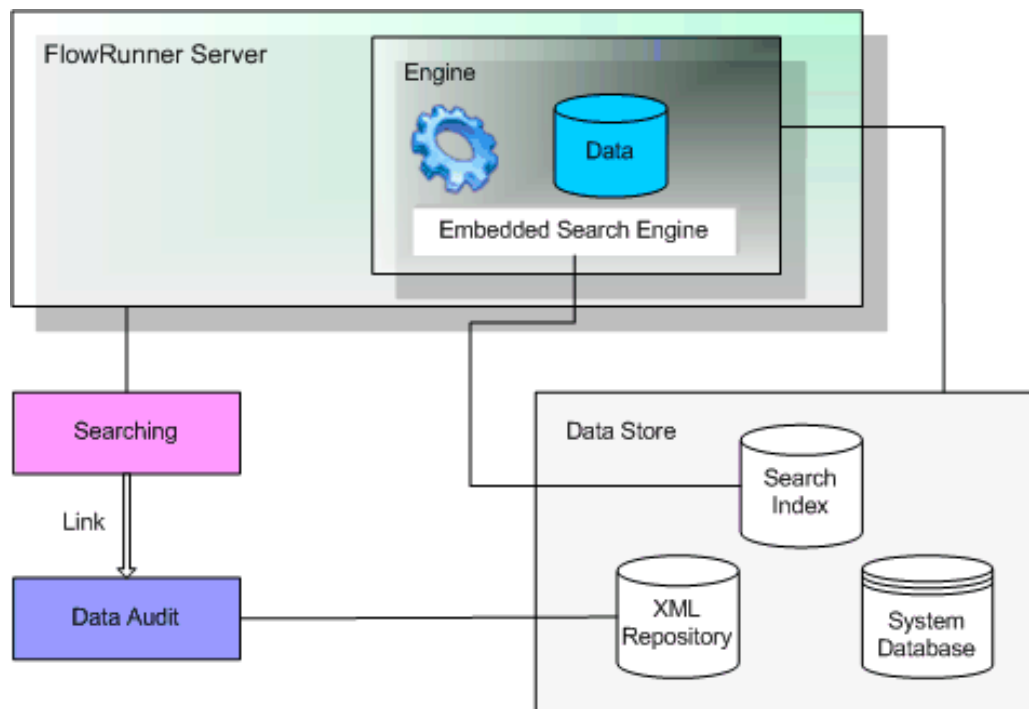 FlowRunner Server
Engine
Data
Embedded Search Engine
Searching
Link
Data Audit
Data Store
Search
Index
XML
Repository
System
Database